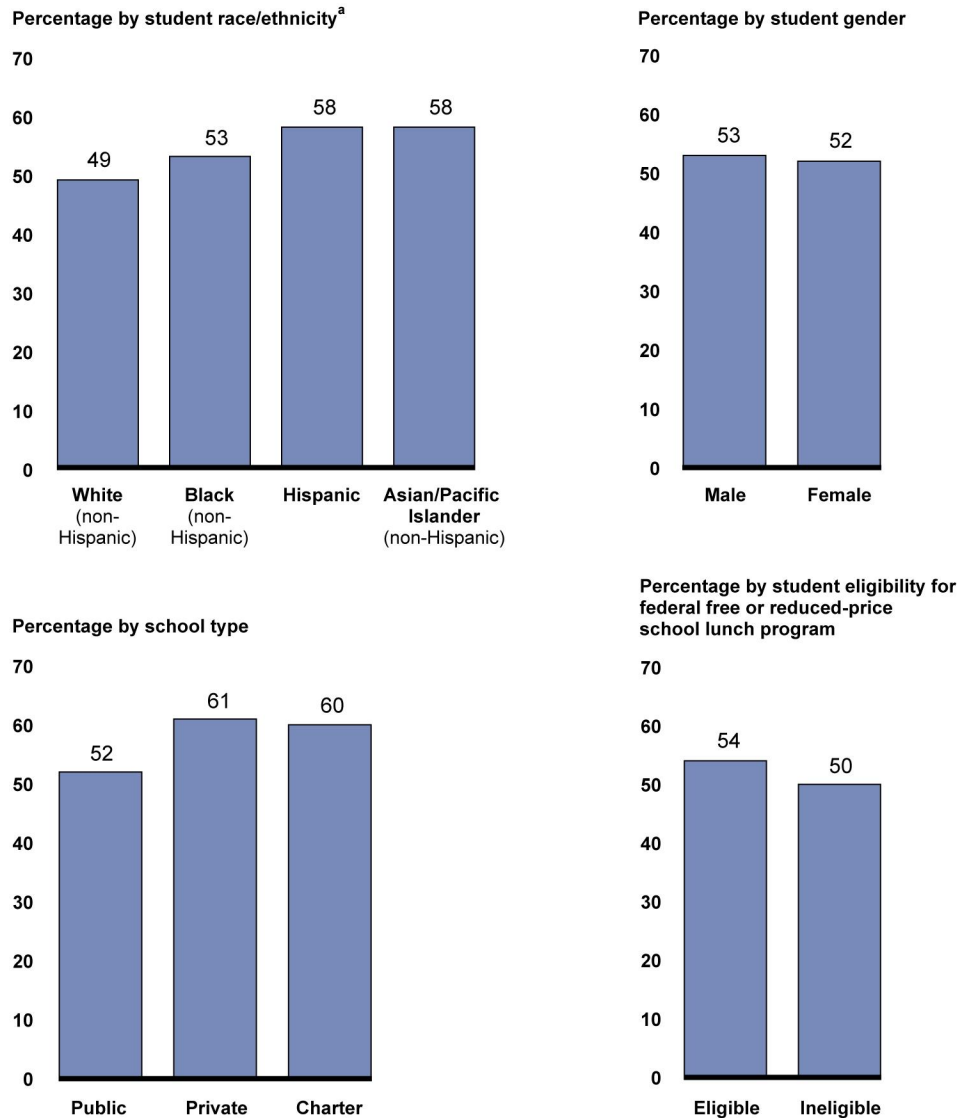 Percentage by student race/ethnicitya
70
60
50
40
30
20
10
0
49
53
58
58
White
(non-
Hispanic)
Black
(non-
Hispanic)
Hispanic
Asian/Pacific
Islander
(non-Hispanic)
Percentage by student gender
70
60
50
40
30
20
10
0
53
52
Male
Female
Percentage by school type
70
60
50
40
30
20
10
0
52
61
60
Public
Private
Charter
Percentage by student eligibility for
federal free or reduced-price
school lunch program
70
60
50
40
30
20
10
0
54
50
Eligible
Ineligible